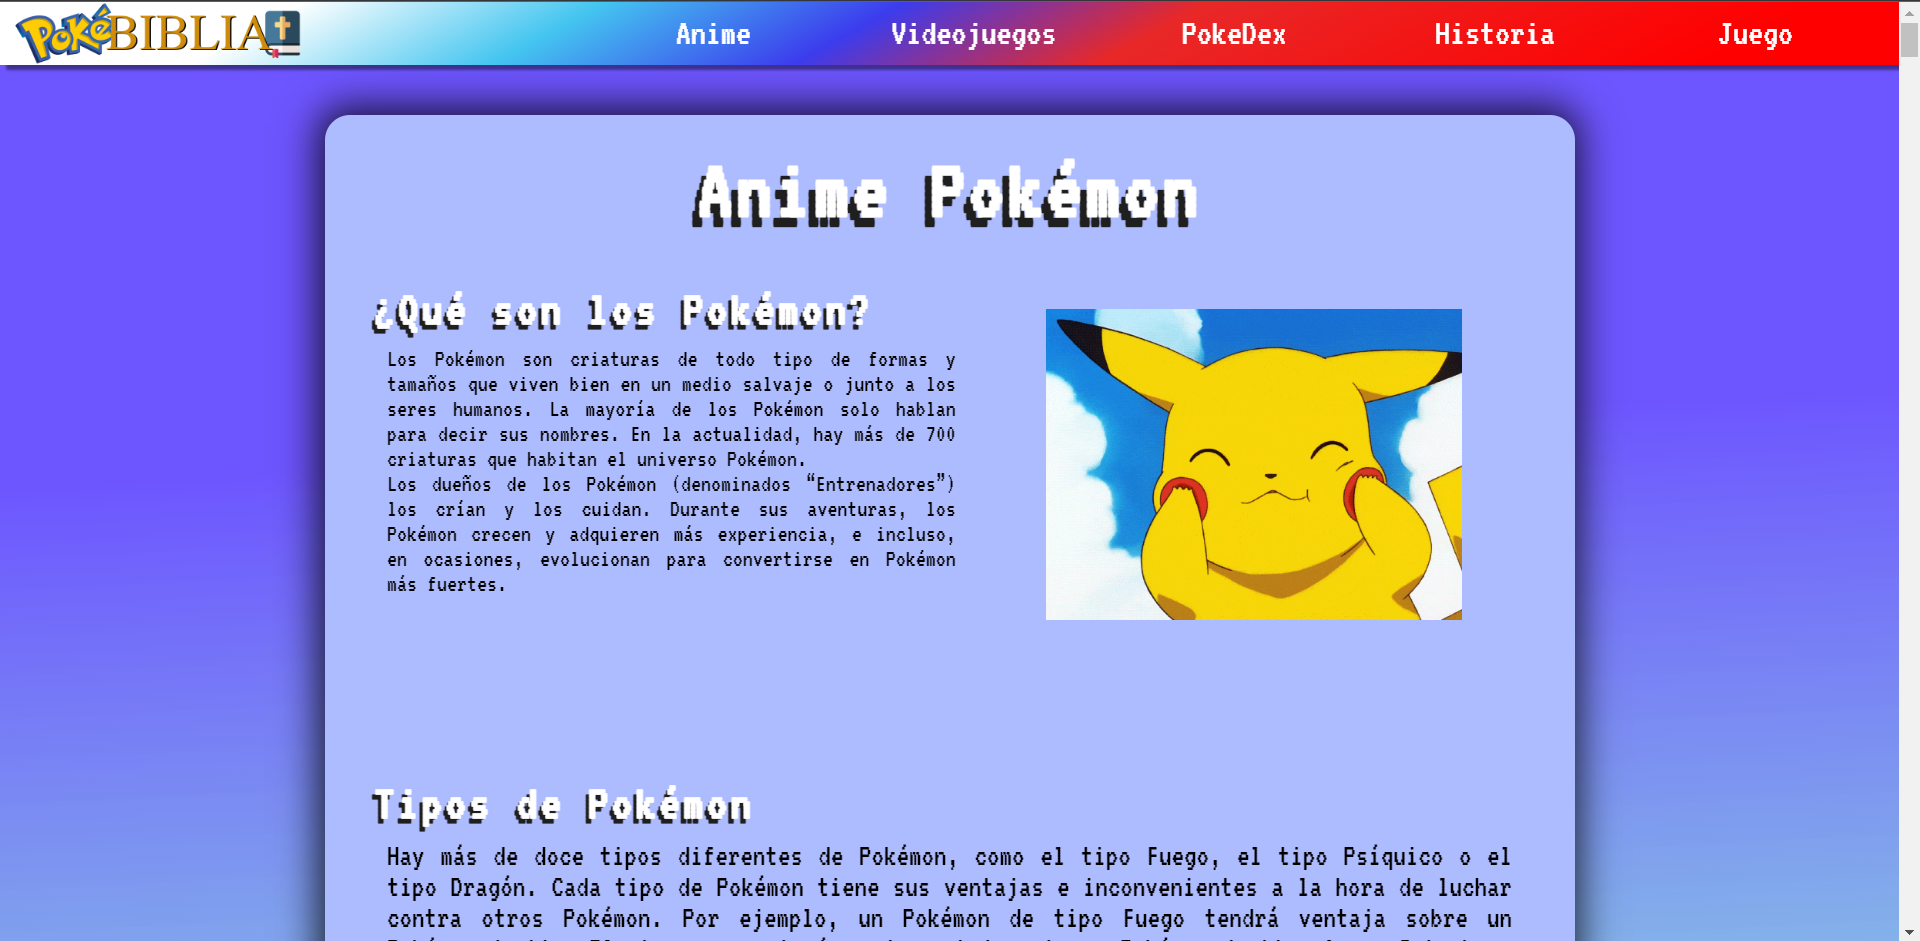 PokéBIBLIA
Anime Videojuegos PokeDex Historia Juego
Anime Pokémon
¿Qué son los Pokémon?
Los Pokémon son criaturas de todo tipo de formas y
tamaños que viven bien en un medio salvaje o junto a los
seres humanos. La mayoría de los Pokémon solo hablan
para decir sus nombres. En la actualidad, hay más de 700
criaturas que habitan el universo Pokémon.
Los dueños de los Pokémon (denominados “Entrenadores”)
los crían y los cuidan. Durante sus aventuras, los
Pokémon crecen y adquieren más experiencia, e incluso,
en ocasiones, evolucionan para convertirse en Pokémon
más fuertes.
Tipos de Pokémon
Hay más de doce tipos diferentes de Pokémon, como el tipo Fuego, el tipo Psíquico o el
tipo Dragón. Cada tipo de Pokémon tiene sus ventajas e inconvenientes a la hora de luchar
contra otros Pokémon. Por ejemplo, un Pokémon de tipo Fuego tendrá ventaja sobre un